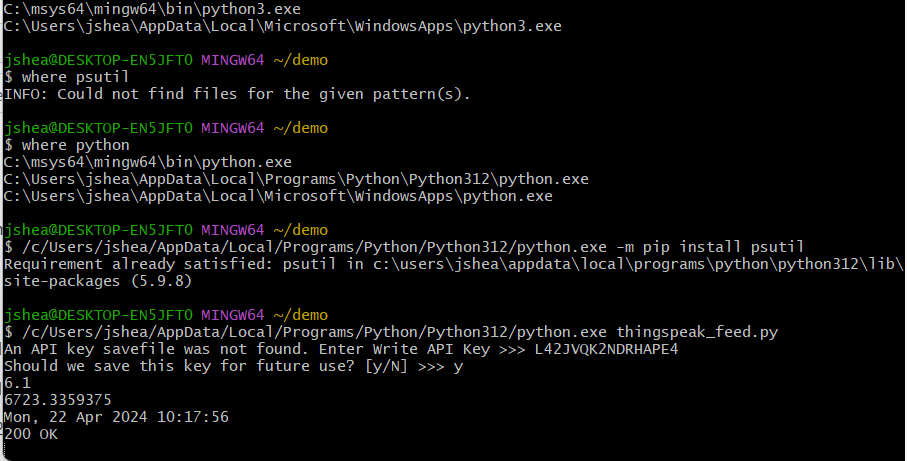 C:\msys64\mingw64\bin\python3.exe
C:\Users\jshea\AppData\Local\Microsoft\WindowsApps\python3.exe
jshea@DESKTOP-EN5JFT0 MINGW64 ~/demo
$ where psutil
INFO: Could not find files for the given pattern(s).
jshea@DESKTOP-EN5JFT0 MINGW64 ~/demo
$ where python
C:\msys64\mingw64\bin\python.exe
C:\Users\jshea\AppData\Local\Programs\Python\Python312\python.exe
C:\Users\jshea\AppData\Local\Microsoft\WindowsApps\python.exe
jshea@DESKTOP-EN5JFT0 MINGW64 ~/demo
$ /c/Users/jshea/AppData/Local/Programs/Python/Python312/python.exe -m pip install psutil
Requirement already satisfied: psutil in c:\users\jshea\appdata\local\programs\python\python312\lib\
site-packages (5.9.8)
jshea@DESKTOP-EN5JFT0 MINGW64 ~/demo
$ /c/Users/jshea/AppData/Local/Programs/Python/Python312/python.exe thingspeak_feed.py
An API key savefile was not found. Enter Write API Key >>> L42JVQK2NDRHAPE4
Should we save this key for future use? [y/N] >>> y
6.1
6723.3359375
Mon, 22 Apr 2024 10:17:56
200 OK